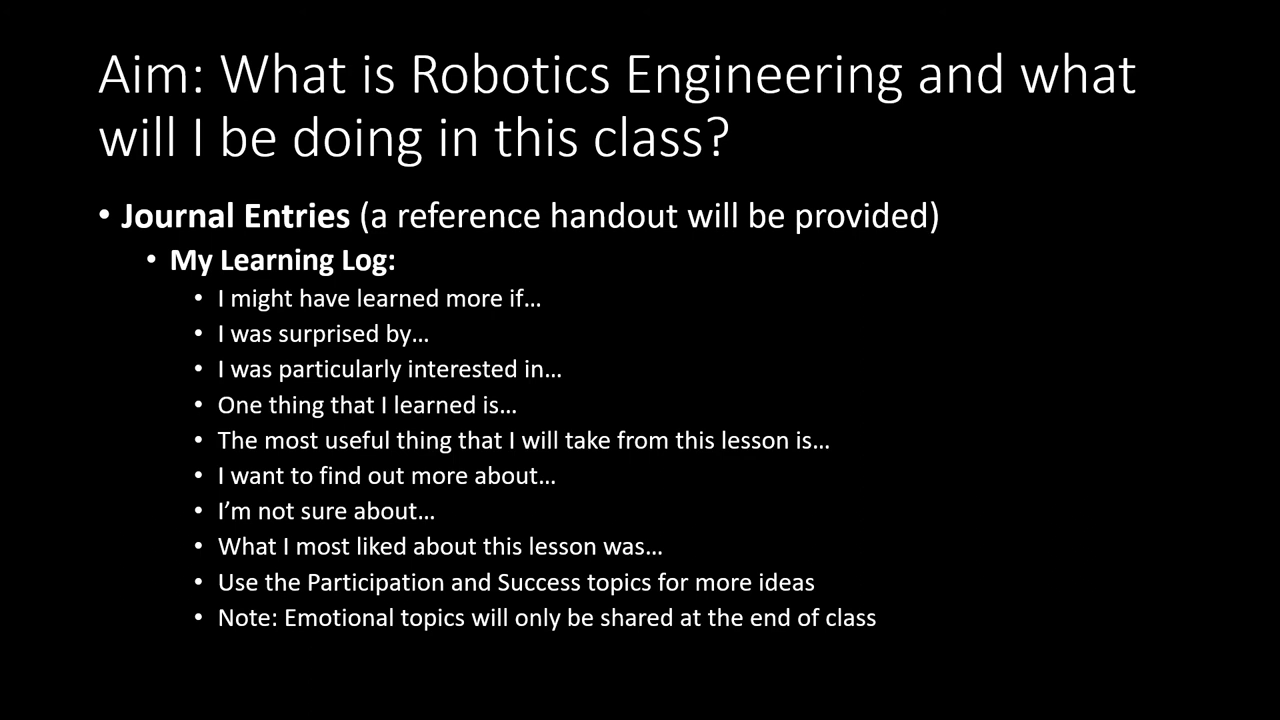 Aim: What is Robotics Engineering and what
will I be doing in this class?
• Journal Entries (a reference handout will be provided)
• My Learning Log:
• I might have learned more if…
• I was surprised by…
• I was particularly interested in…
• One thing that I learned is…
• The most useful thing that I will take from this lesson is…
• I want to find out more about…
• I’m not sure about…
• What I most liked about this lesson was…
• Use the Participation and Success topics for more ideas
• Note: Emotional topics will only be shared at the end of class